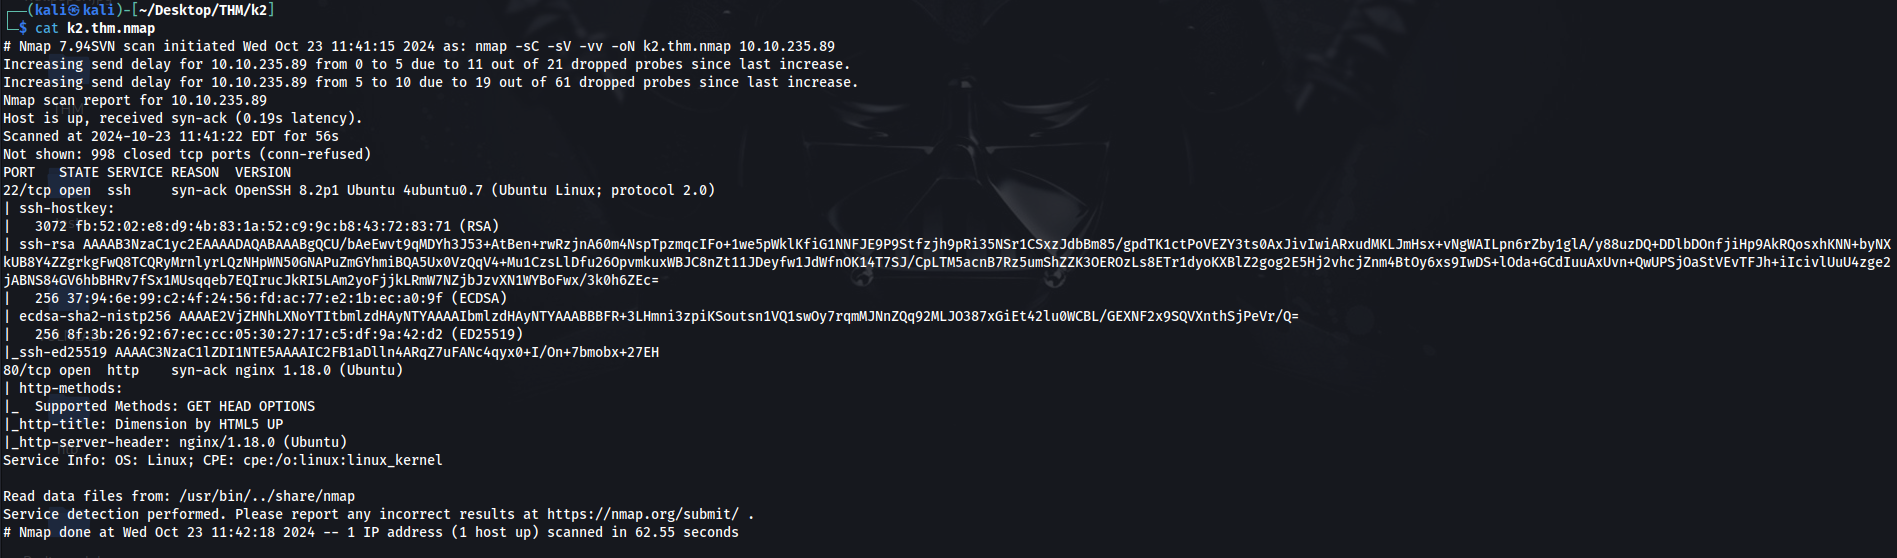 ┌──(kali㉿kali)-[~/Desktop/THM/k2]
└─$ cat k2.thm.nmap
# Nmap 7.94SVN scan initiated Wed Oct 23 11:41:15 2024 as: nmap -sC -sV -vv -oN k2.thm.nmap 10.10.235.89
Increasing send delay for 10.10.235.89 from 0 to 5 due to 11 out of 21 dropped probes since last increase.
Increasing send delay for 10.10.235.89 from 5 to 10 due to 19 out of 61 dropped probes since last increase.
Nmap scan report for 10.10.235.89
Host is up, received syn-ack (0.19s latency).
Scanned at 2024-10-23 11:41:22 EDT for 56s
Not shown: 998 closed tcp ports (conn-refused)
PORT   STATE SERVICE REASON  VERSION
22/tcp open  ssh     syn-ack OpenSSH 8.2p1 Ubuntu 4ubuntu0.7 (Ubuntu Linux; protocol 2.0)
| ssh-hostkey:
|   3072 fb:52:02:e8:d9:4b:83:1a:52:c9:9c:b8:43:72:83:71 (RSA)
| ssh-rsa AAAAB3NzaC1yc2EAAAADAQABAAABgQCU/bAeEwvt9qMDYh3J53+AtBen+rwRzjnA60m4NspTpzmqcIFo+1we5pWklKfiG1NNFJE9P9Stfzjh9pRi35NSr1CSxzJdbBm85/gpdTK1ctPoVEZY3ts0AxJivIwiARxudMKLJmHsx+vNgWAILpn6rZby1glA/y88uzDQ+DDlbDOnfjiHp9AkRQosxhKNN+byNX
kUB8Y4ZZgrkgFwQ8TCQRyMrnlyrLQzNHpWN50GNAPuZmGYhmiBQA5Ux0VzQqV4+Mu1CzsLlDfu26OpvmkuxWBJC8nZt11JDeyfw1JdWfnOK14T7SJ/CpLTM5acnB7Rz5umShZZK3OEROzLs8ETr1dyoKXBlZ2gog2E5Hj2vhcjZnm4BtOy6xs9IwDS+lOda+GCdIuuAxUvn+QwUPSjOaStVEvTFJh+iIcivlUuU4zge2
jABNS84GV6hbBHRv7fSx1MUsqqeb7EQIrucJkRI5LAm2yoFjjkLRmW7NZjbJzvXN1WYBoFwx/3k0h6ZEc=
|   256 37:94:6e:99:c2:4f:24:56:fd:ac:77:e2:1b:ec:a0:9f (ECDSA)
| ecdsa-sha2-nistp256 AAAAE2VjZHNhLXNoYTItbmlzdHAyNTYAAAAIbmlzdHAyNTYAAABBBFR+3LHmni3zpiKSoutsn1VQ1swOy7rqmMJNnZQq92MLJO387xGiEt42lu0WCBL/GEXNF2x9SQVXnthSjPeVr/Q=
|   256 8f:3b:26:92:67:ec:cc:05:30:27:17:c5:df:9a:42:d2 (ED25519)
|_ssh-ed25519 AAAAC3NzaC1lZDI1NTE5AAAAIC2FB1aDlln4ARqZ7uFANc4qyx0+I/On+7bmobx+27EH
80/tcp open  http    syn-ack nginx 1.18.0 (Ubuntu)
| http-methods:
|_  Supported Methods: GET HEAD OPTIONS
|_http-title: Dimension by HTML5 UP
|_http-server-header: nginx/1.18.0 (Ubuntu)
Service Info: OS: Linux; CPE: cpe:/o:linux:linux_kernel

Read data files from: /usr/bin/../share/nmap
Service detection performed. Please report any incorrect results at https://nmap.org/submit/ .
# Nmap done at Wed Oct 23 11:42:18 2024 -- 1 IP address (1 host up) scanned in 62.55 seconds